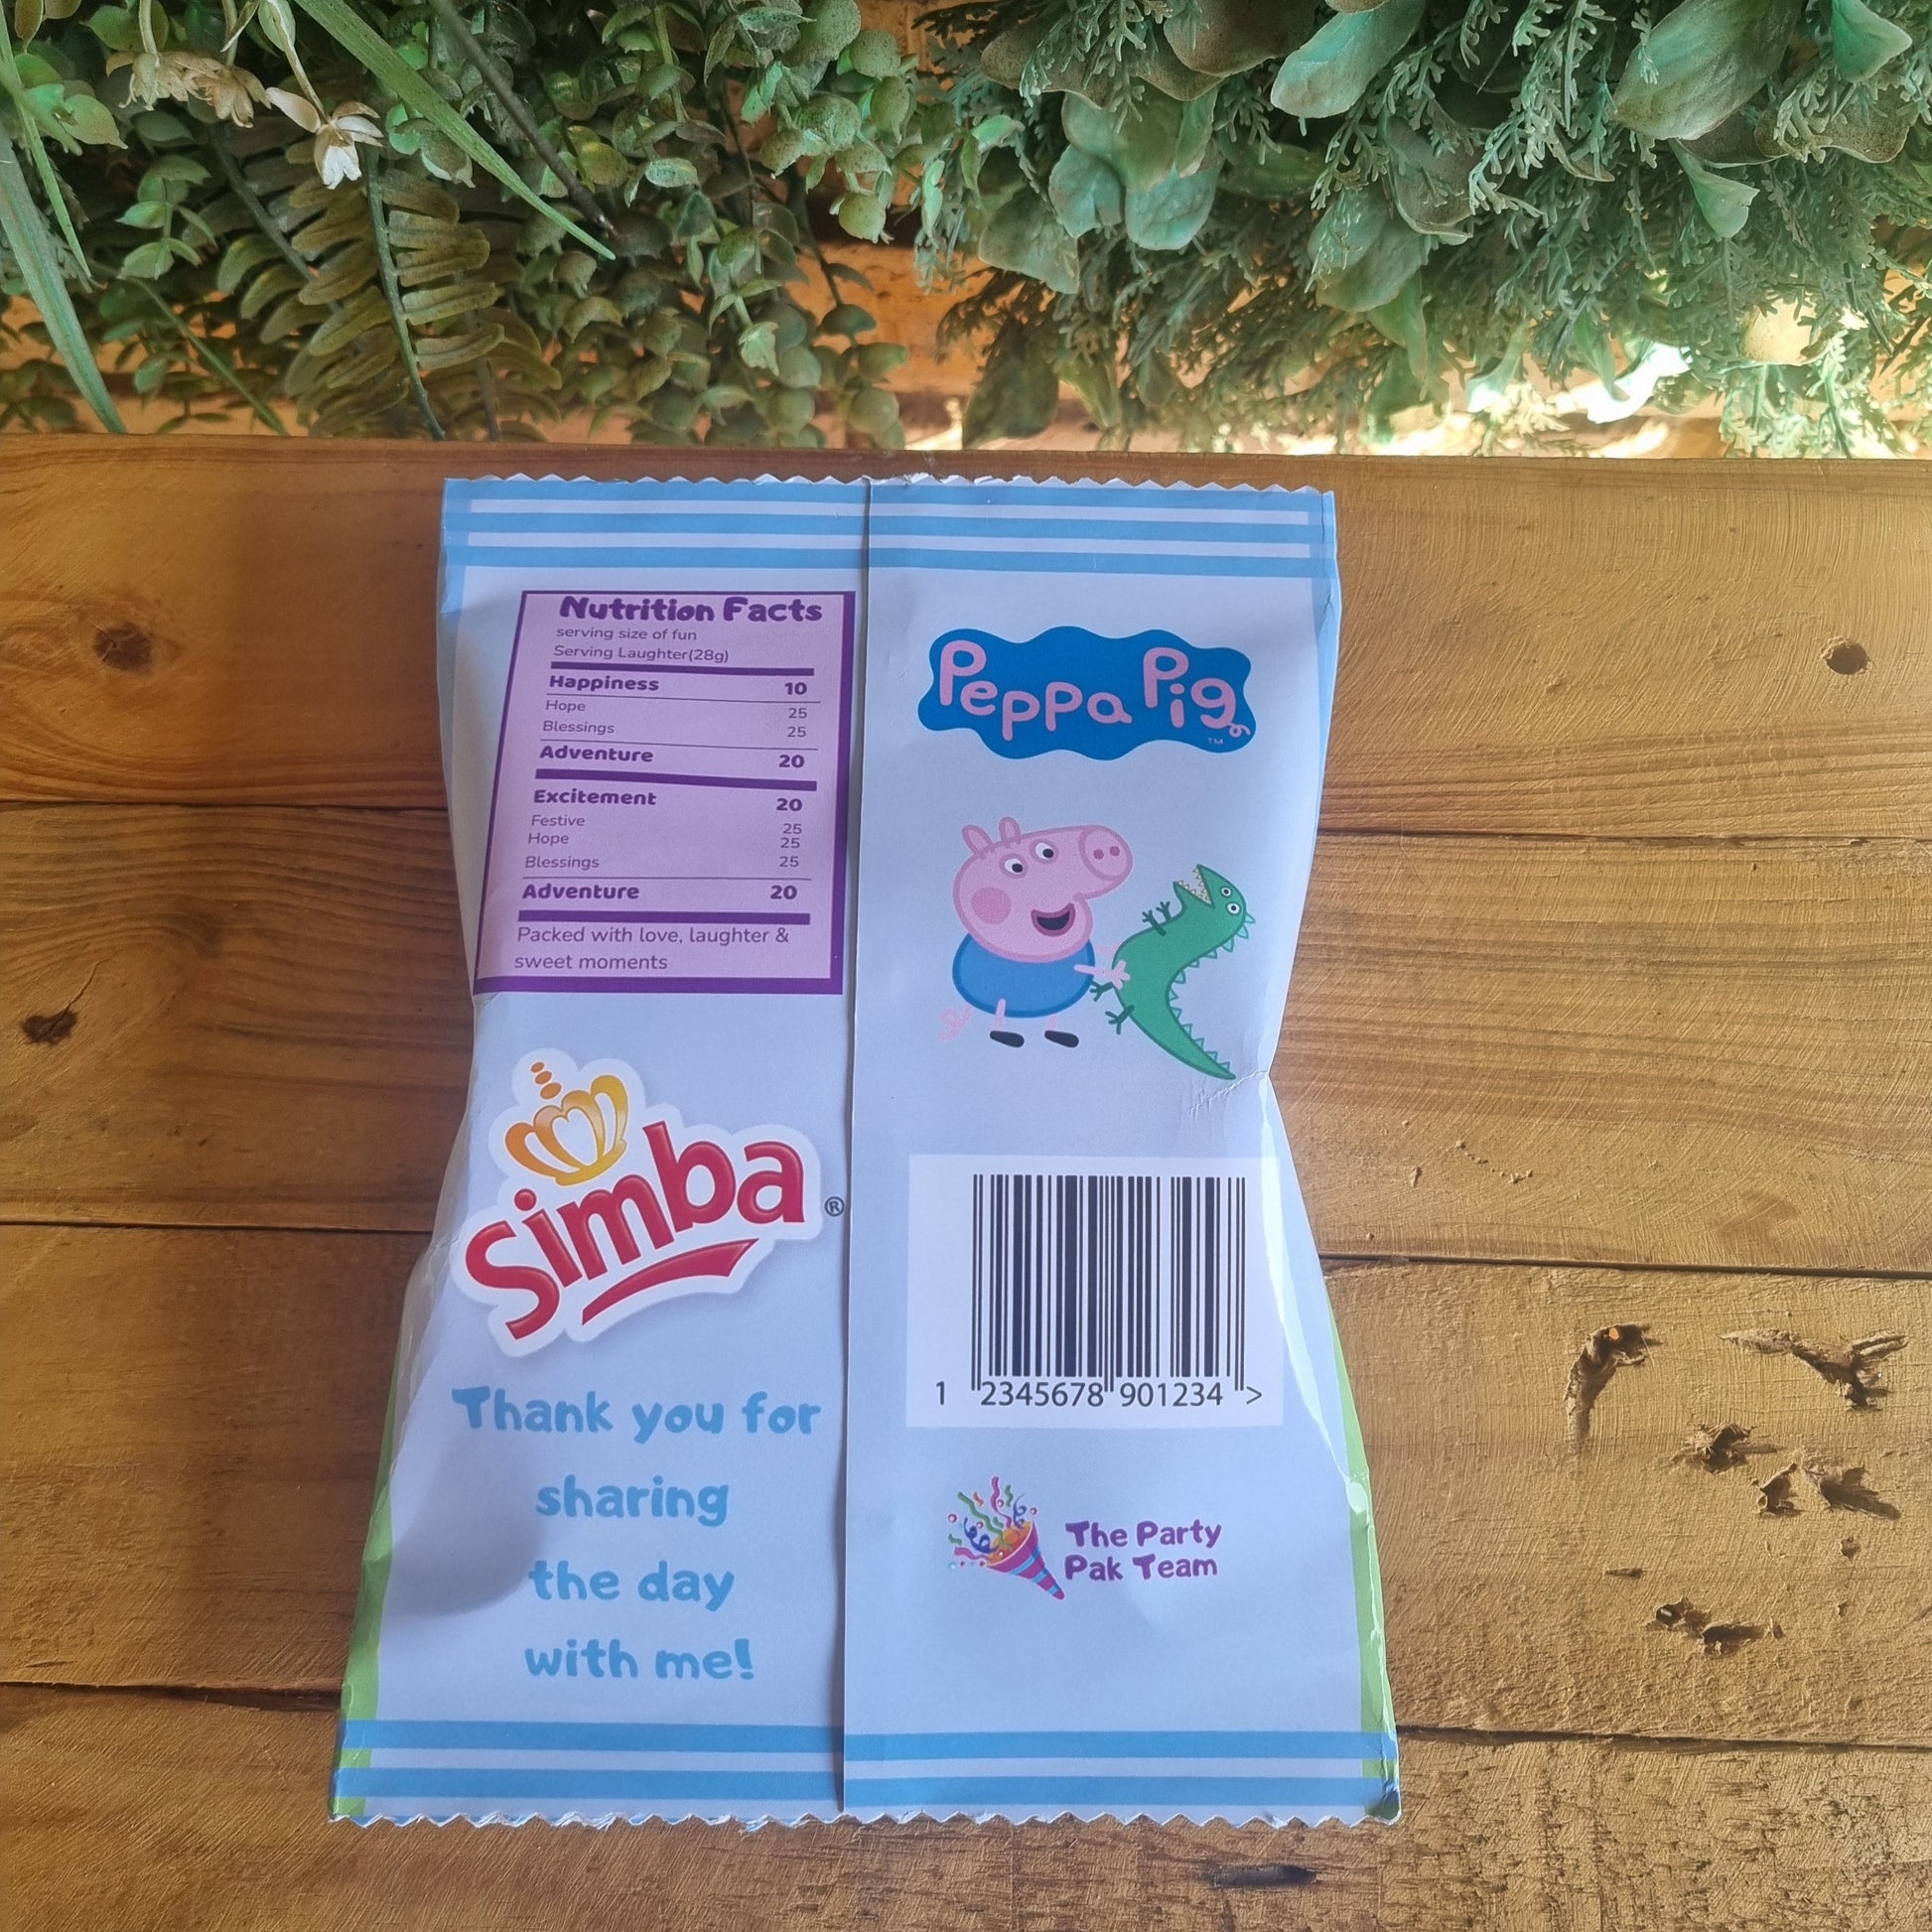 Nutrition Facts
serving size of fun
Serving Laughter(28g)
Happiness 10
Hope 25
Blessings 25
Adventure 20
Excitement 20
Festive 25
Hope 25
Blessings 25
Adventure 20
Packed with love, laughter &
sweet moments
Simba ®
Thank you for
sharing
the day
with me!
Peppa Pig
™
1 2345678 901234 >
The Party
Pak Team